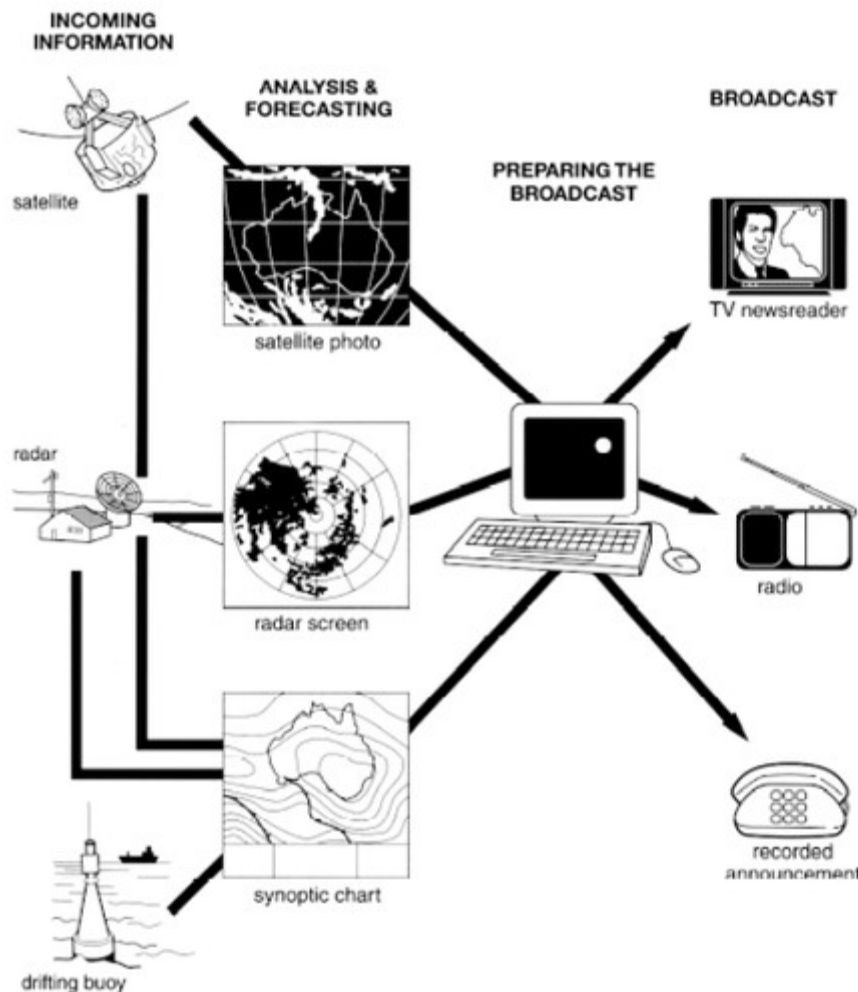 INCOMING
INFORMATION
satellite
radar
drifting buoy
ANALYSIS &
FORECASTING
satellite photo
radar screen
synoptic chart
PREPARING THE
BROADCAST
BROADCAST
TV newsreader
radio
recorded
announcement